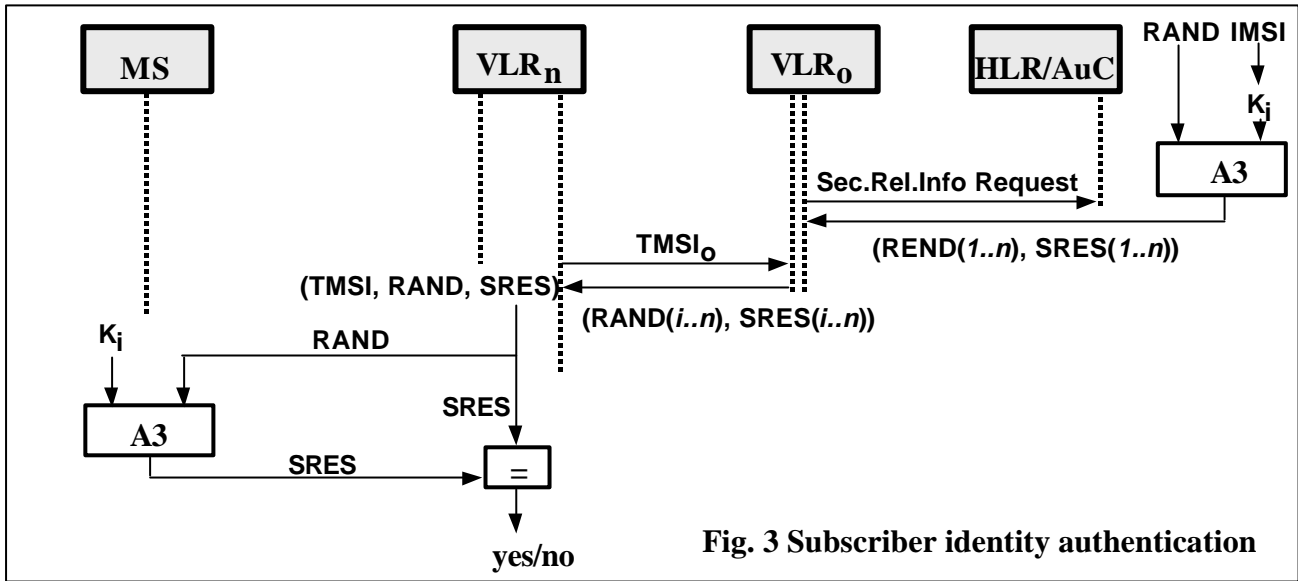 RAND IMSI
MS
VLRn
VLRo
HLR/AuC
Ki
A3
Sec.Rel.Info Request
(REND(1..n), SRES(1..n))
TMSIo
(TMSI, RAND, SRES)
(RAND(i..n), SRES(i..n))
Ki
RAND
SRES
A3
SRES
=
yes/no
Fig. 3 Subscriber identity authentication